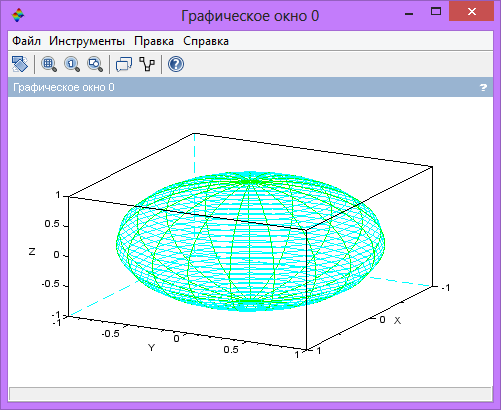 Графическое окно 0
Файл Инструменты Правка Справка
Графическое окно 0 ?
1
0.5
0
-0.5
-1
Z
-1
-0.5
0
0.5
1
Y
1
0
-1
X